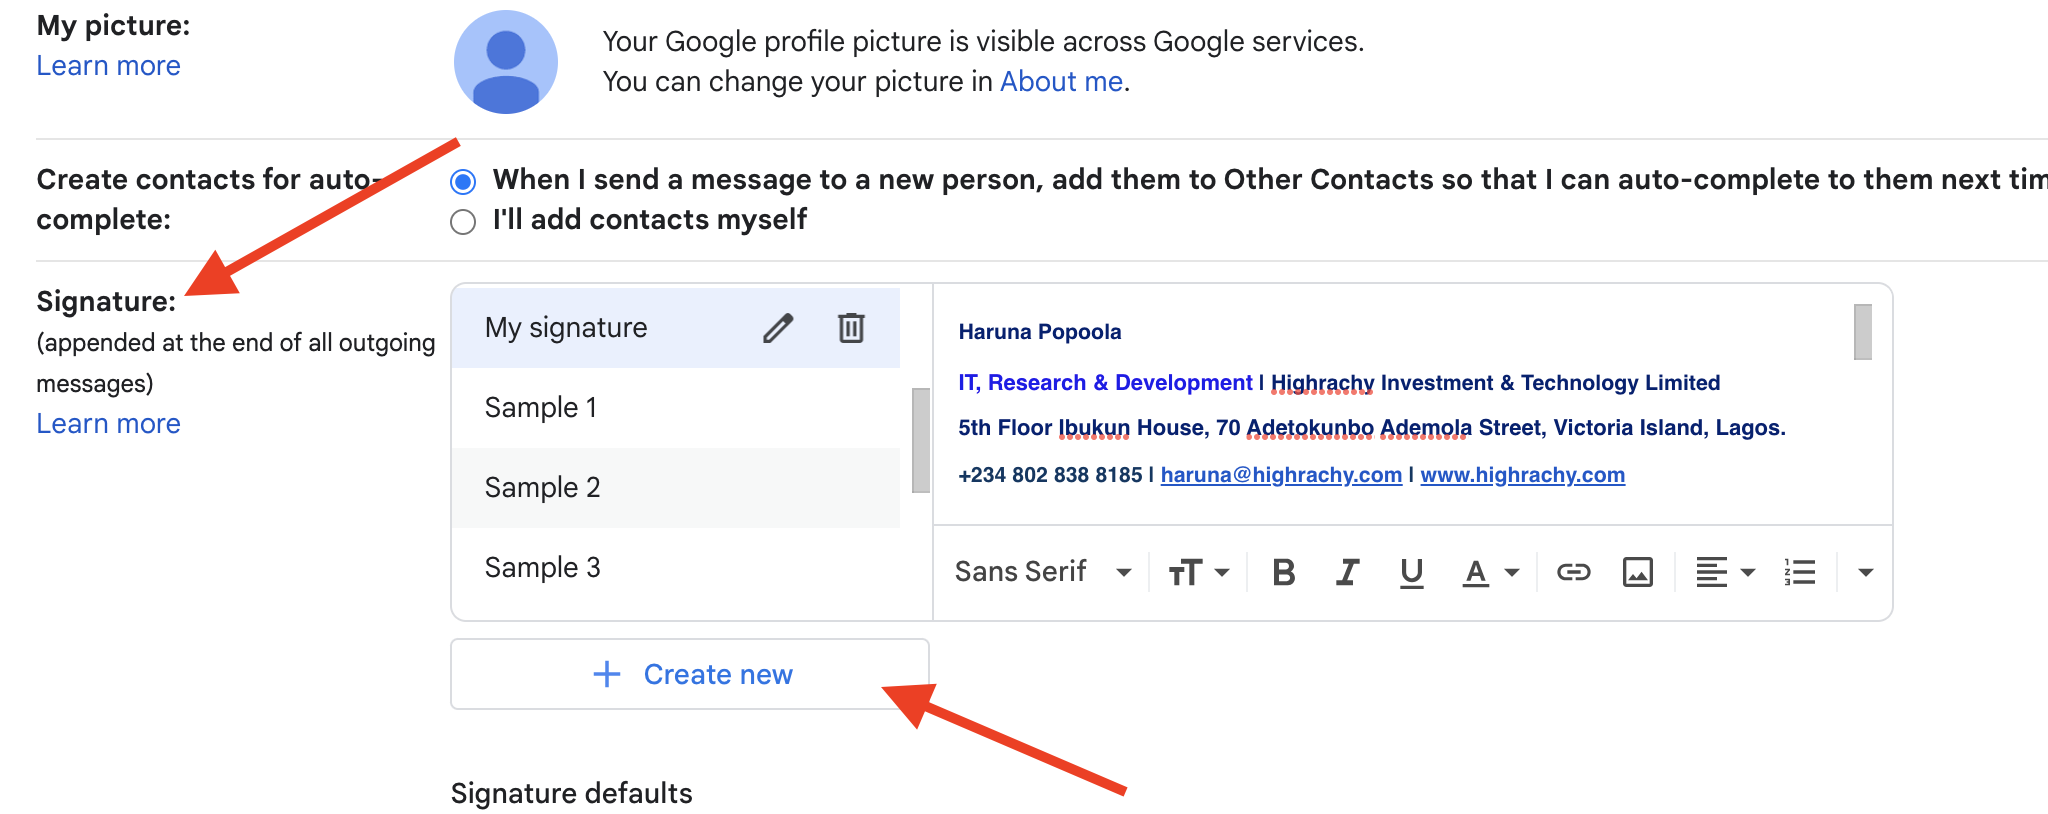 My picture:
Learn more
Your Google profile picture is visible across Google services.
You can change your picture in About me.
Create contacts for auto-
complete:
When I send a message to a new person, add them to Other Contacts so that I can auto-complete to them next tim
I'll add contacts myself
Signature:
(appended at the end of all outgoing
messages)
Learn more
My signature
Sample 1
Sample 2
Sample 3
Haruna Popoola
IT, Research & Development | Highrachy Investment & Technology Limited
5th Floor Ibukun House, 70 Adetokunbo Ademola Street, Victoria Island, Lagos.
+234 802 838 8185 | haruna@highrachy.com | www.highrachy.com
Sans Serif
Create new
Signature defaults